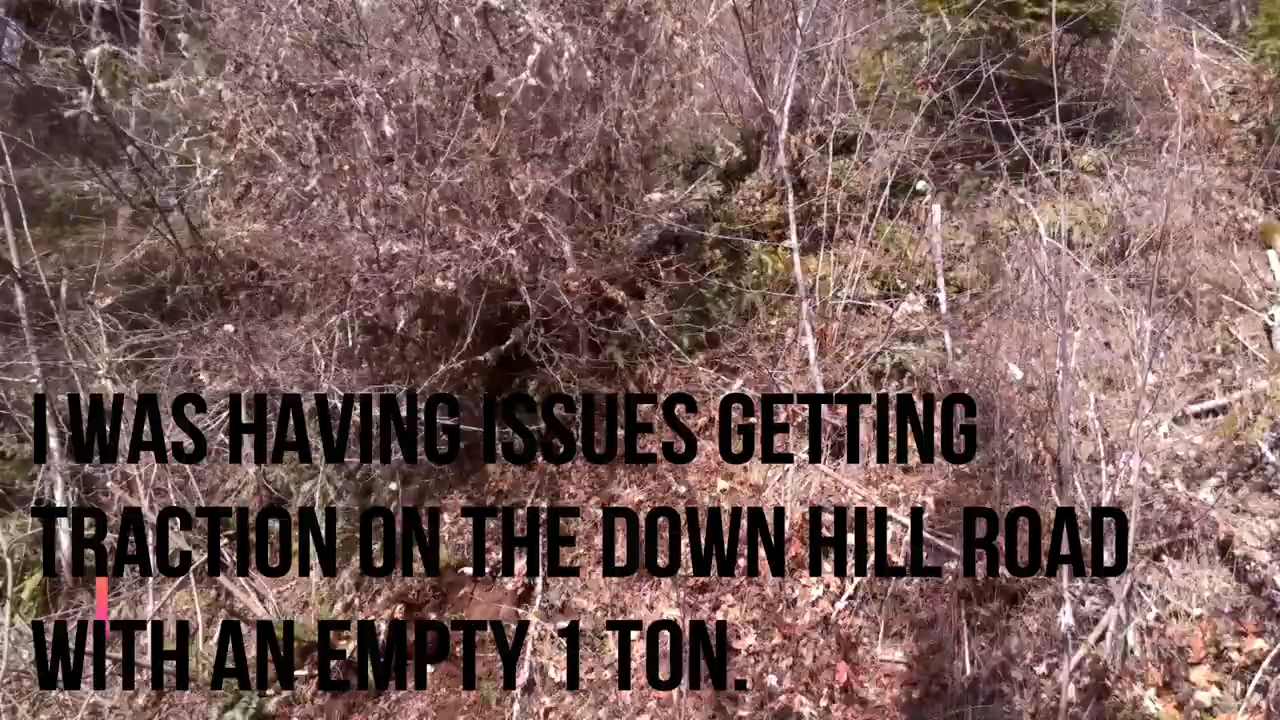 I WAS HAVING ISSUES GETTING
TRACTION ON THE DOWN HILL ROAD
WITH AN EMPTY 1 TON.